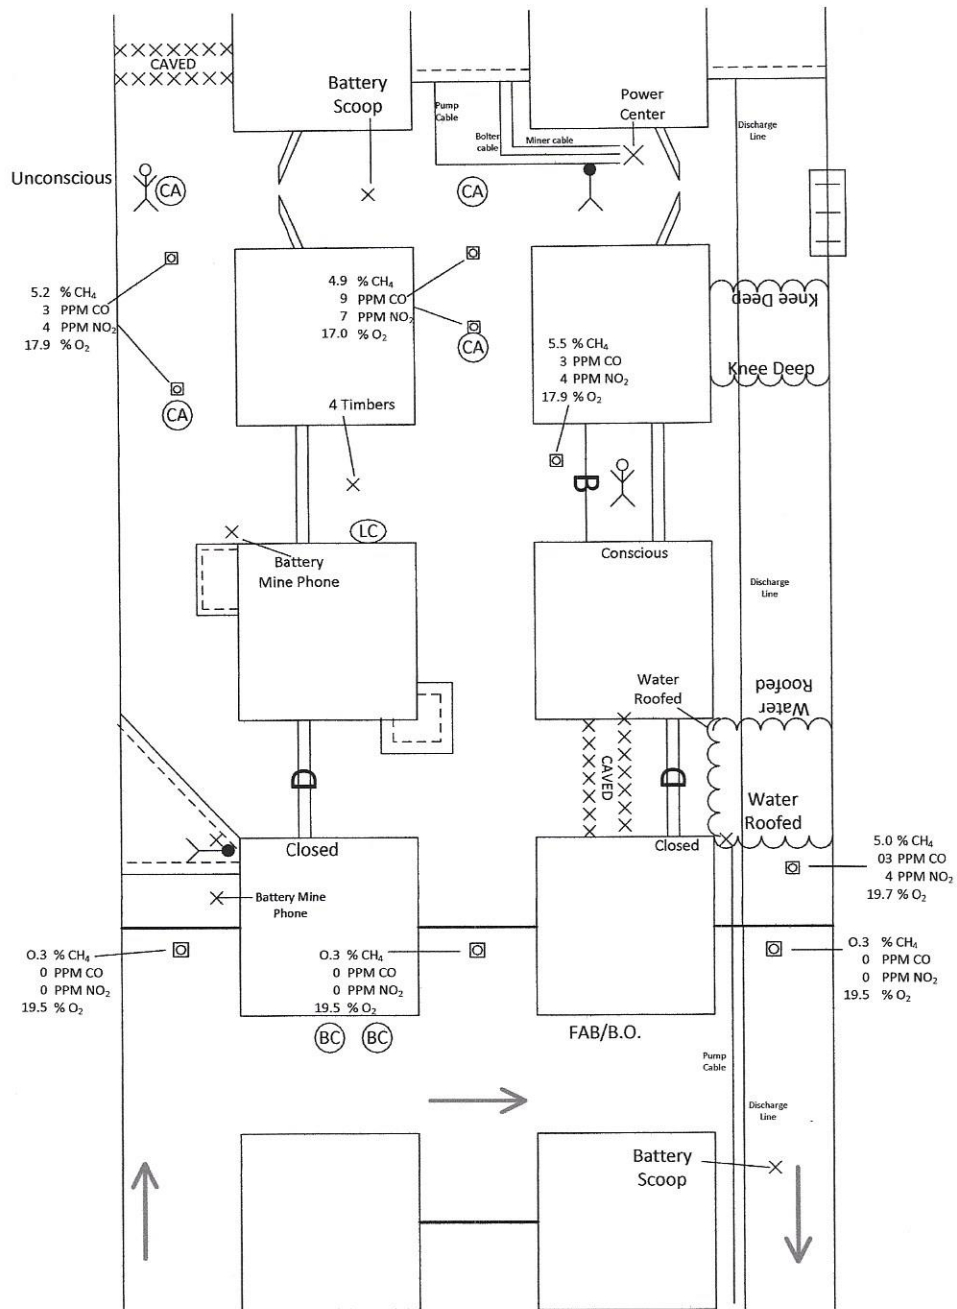 CAVED
Battery
Scoop
Pump
Cable
Bolter
cable
Miner cable
Power
Center
Discharge
Line
Unconscious
CA
CA
5.2 % CH₄
3 PPM CO
4 PPM NO₂
17.9 % O₂
4.9 % CH₄
9 PPM CO
7 PPM NO₂
17.0 % O₂
CA
CA
Knee Deep
5.5 % CH₄
3 PPM CO
4 PPM NO₂
17.9 % O₂
Knee Deep
4 Timbers
B
LC
Battery
Mine Phone
Conscious
Discharge
Line
Water
Roofed
Water
Roofed
D
CAVED
D
Water
Roofed
Closed
Closed
5.0 % CH₄
03 PPM CO
4 PPM NO₂
19.7 % O₂
Battery Mine
Phone
0.3 % CH₄
0 PPM CO
0 PPM NO₂
19.5 % O₂
0.3 % CH₄
0 PPM CO
0 PPM NO₂
19.5 % O₂
0.3 % CH₄
0 PPM CO
0 PPM NO₂
19.5 % O₂
BC BC
FAB/B.O.
Pump
Cable
Discharge
Line
Battery
Scoop